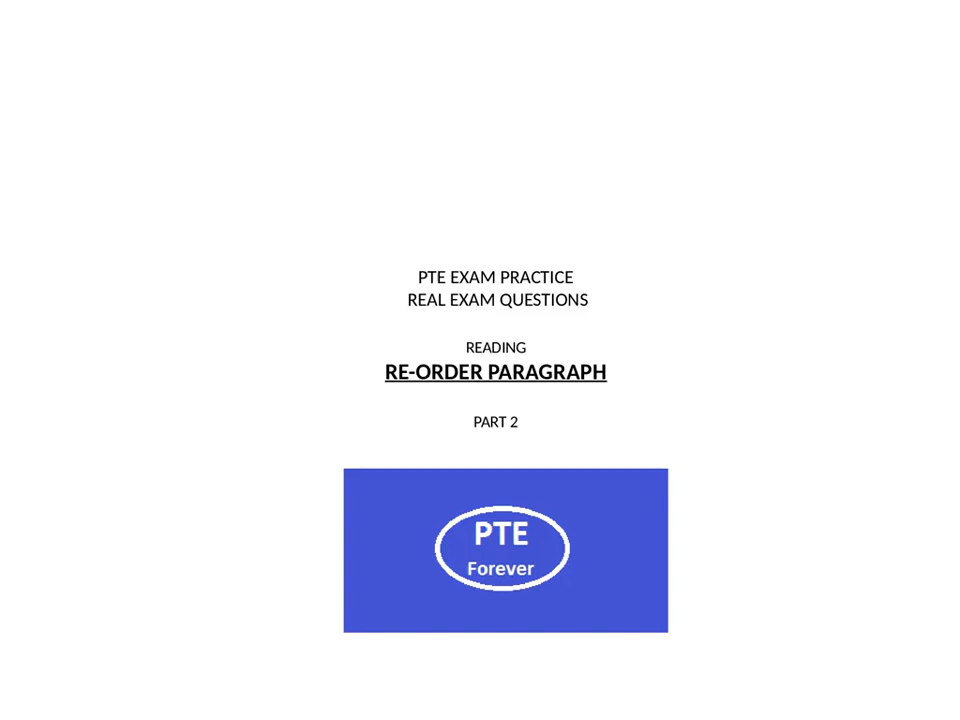 PTE EXAM PRACTICE
REAL EXAM QUESTIONS
READING
RE-ORDER PARAGRAPH
PART 2
PTE
Forever